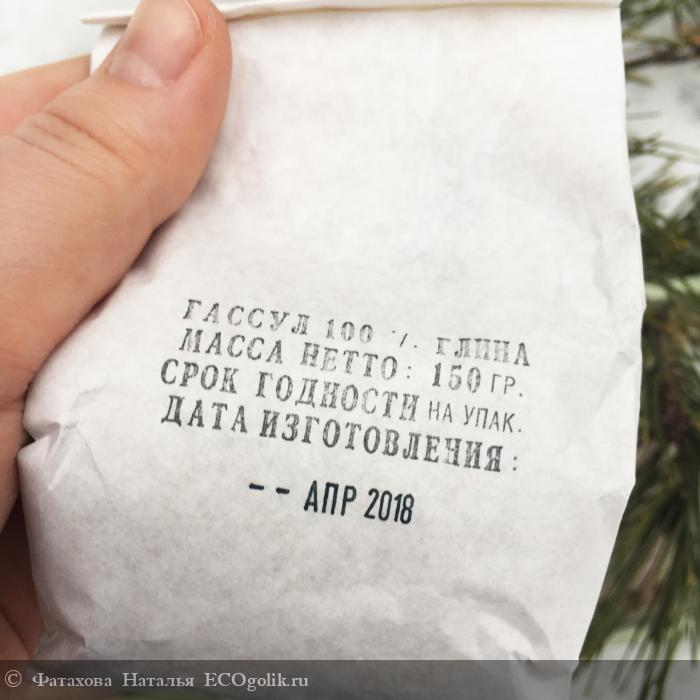 ГАССУЛ 100 %. ГЛИНА
МАССА НЕТТО: 150 ГР.
СРОК ГОДНОСТИ НА УПАК.
ДАТА ИЗГОТОВЛЕНИЯ:
-- АПР 2018
© Фатахова Наталья ECOgolik.ru